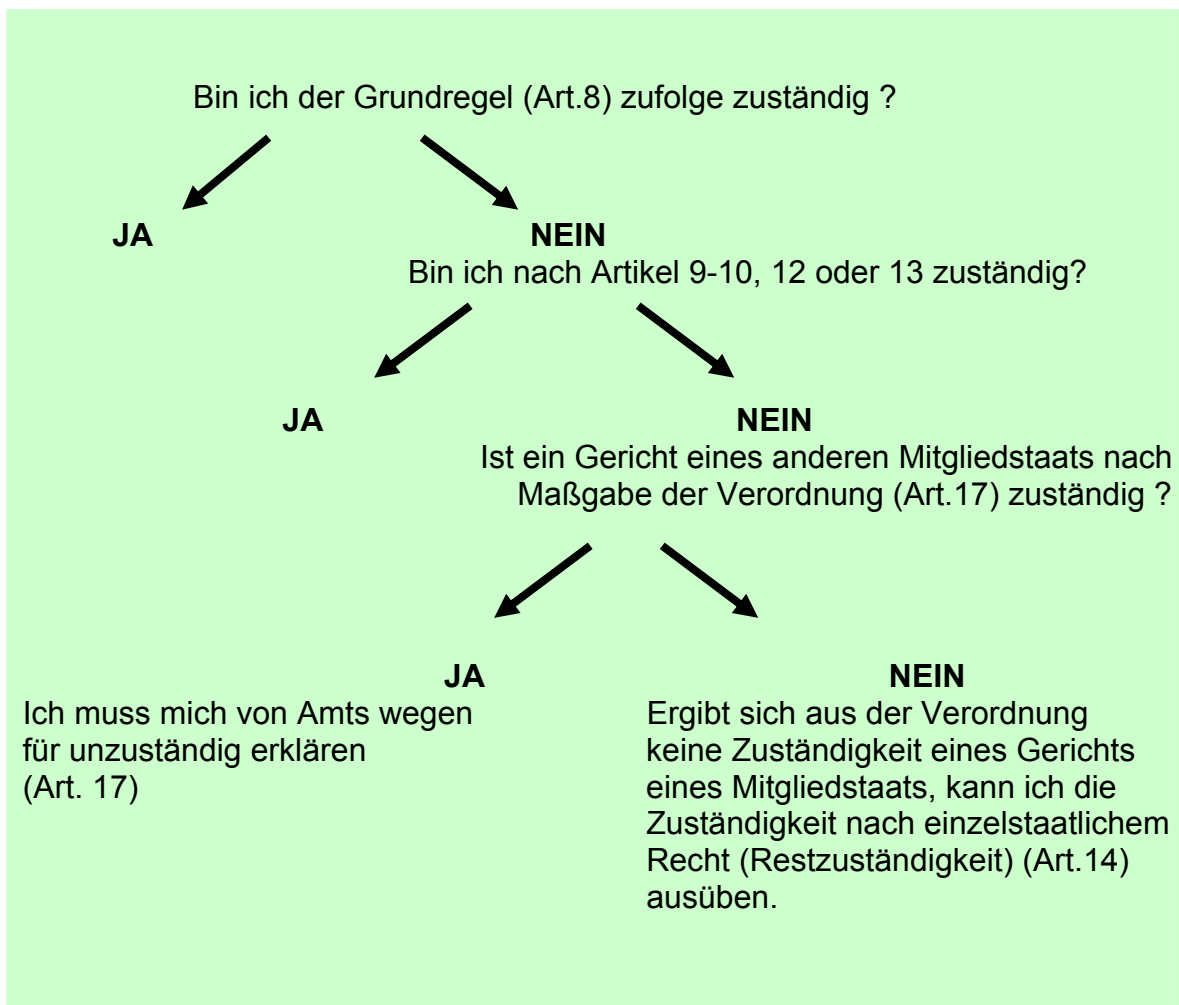 Bin ich der Grundregel (Art.8) zufolge zuständig ?
JA
NEIN
Bin ich nach Artikel 9-10, 12 oder 13 zuständig?
JA
NEIN
Ist ein Gericht eines anderen Mitgliedstaats nach
Maßgabe der Verordnung (Art.17) zuständig ?
JA
Ich muss mich von Amts wegen
für unzuständig erklären
(Art. 17)
NEIN
Ergibt sich aus der Verordnung
keine Zuständigkeit eines Gerichts
eines Mitgliedstaats, kann ich die
Zuständigkeit nach einzelstaatlichem
Recht (Restzuständigkeit) (Art.14)
ausüben.